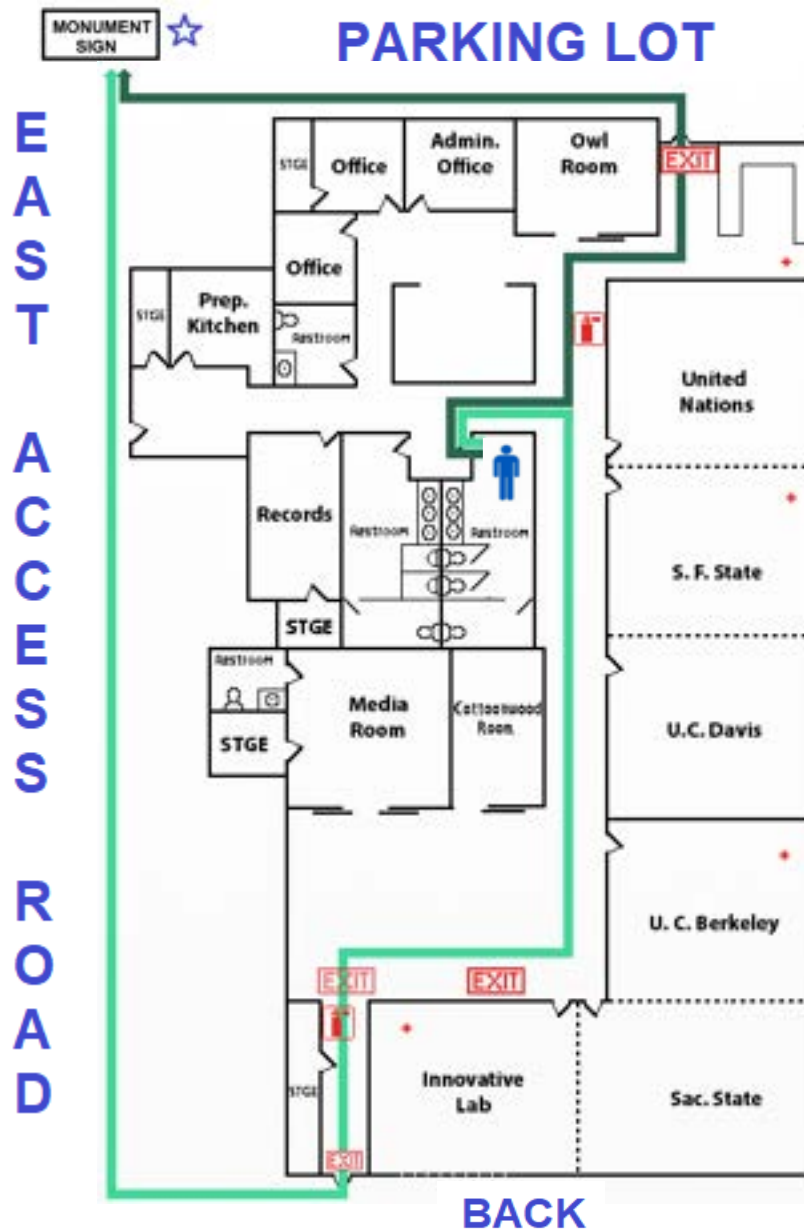 MONUMENT
SIGN
PARKING LOT
EAST ACCESS ROAD
STGE
Office
Admin.
Office
Owl
Room
EXIT
Office
STGE
Prep.
Kitchen
Restroom
United
Nations
Records
Restroom
Restroom
S. F. State
STGE
Restroom
Media
Room
Cottonwood
Room
STGE
U.C. Davis
U. C. Berkeley
EXIT
EXIT
STGE
Innovative
Lab
Sac. State
EXIT
BACK